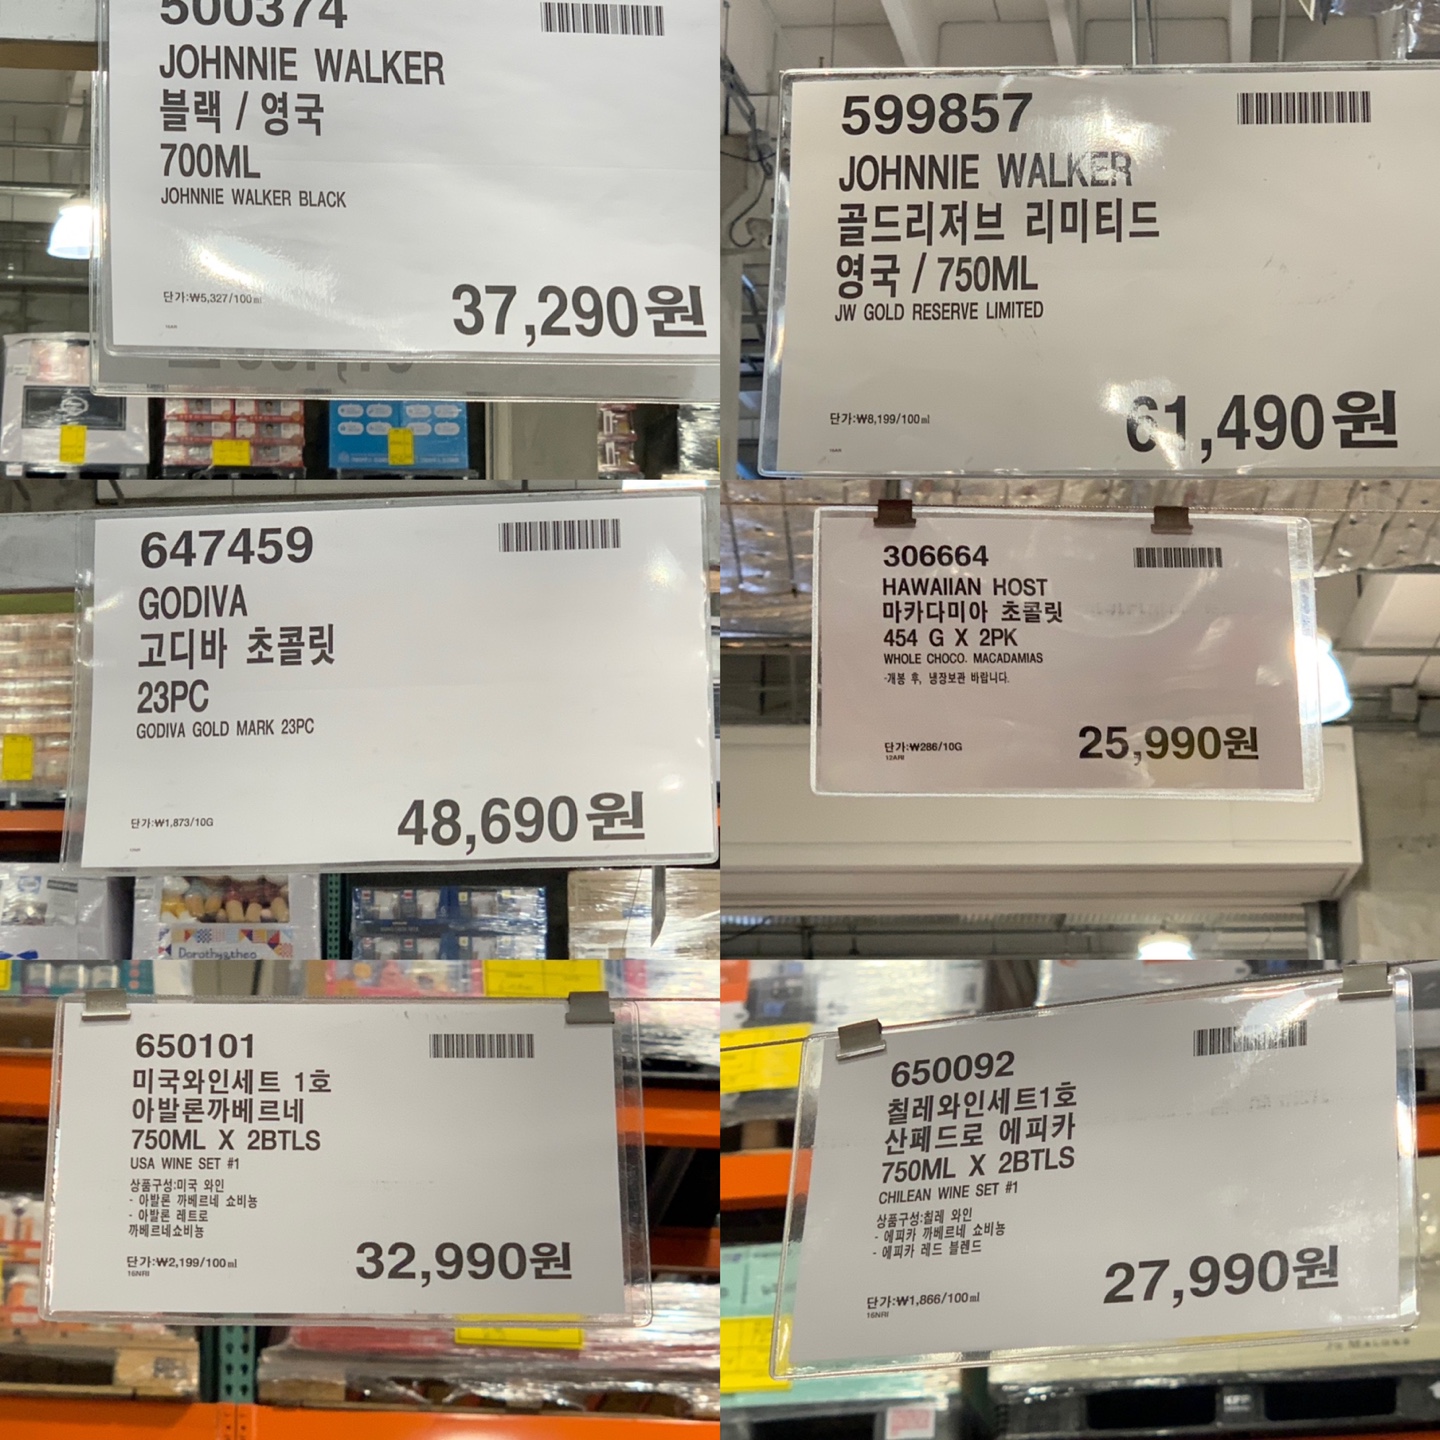 500374
JOHNNIE WALKER
블랙 / 영국
700ML
JOHNNIE WALKER BLACK
단가:₩5,327/100㎖
37,290원
599857
JOHNNIE WALKER
골드리저브 리미티드
영국 / 750ML
JW GOLD RESERVE LIMITED
단가:₩8,199/100㎖
61,490원
647459
GODIVA
고디바 초콜릿
23PC
GODIVA GOLD MARK 23PC
단가:₩1,873/10G
48,690원
Dorothy&theo
306664
HAWAIIAN HOST
마카다미아 초콜릿
454 G X 2PK
WHOLE CHOCO. MACADAMIAS
-개봉 후, 냉장보관 바랍니다.
단가:₩286/10G
12ARI
25,990원
650101
미국와인세트 1호
아발론까베르네
750ML X 2BTLS
USA WINE SET #1
상품구성:미국 와인
- 아발론 까베르네 쇼비뇽
- 아발론 레트로
까베르네쇼비뇽
단가:₩2,199/100㎖
16NRI
32,990원
650092
칠레와인세트1호
산페드로 에피카
750ML X 2BTLS
CHILEAN WINE SET #1
상품구성:칠레 와인
- 에피카 까베르네 쇼비뇽
- 에피카 레드 블렌드
단가:₩1,866/100㎖
16NRI
27,990원